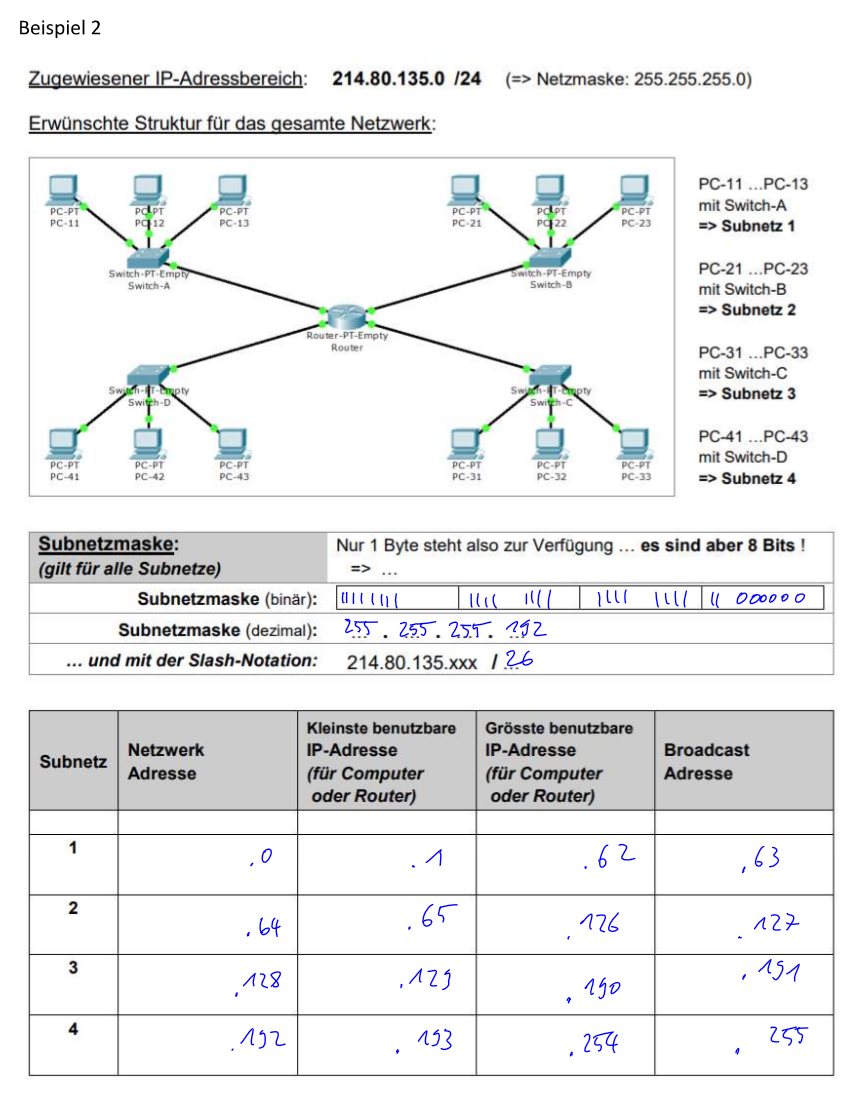 Beispiel 2
Zugewiesener IP-Adressbereich: 214.80.135.0 /24 (=> Netzmaske: 255.255.255.0)
Erwünschte Struktur für das gesamte Netzwerk:
PC-PT PC-PT PC-PT PC-PT PC-PT PC-PT
PC-11 PC-12 PC-13 PC-21 PC-22 PC-23
Switch-PT-Empty Switch-PT-Empty
Switch-A Switch-B
Router-PT-Empty
Router
Switch-PT-Empty Switch-PT-Empty
Switch-D Switch-C
PC-PT PC-PT PC-PT PC-PT PC-PT PC-PT
PC-41 PC-42 PC-43 PC-31 PC-32 PC-33
PC-11 ...PC-13
mit Switch-A
=> Subnetz 1
PC-21 ...PC-23
mit Switch-B
=> Subnetz 2
PC-31 ...PC-33
mit Switch-C
=> Subnetz 3
PC-41 ...PC-43
mit Switch-D
=> Subnetz 4
Subnetzmaske: Nur 1 Byte steht also zur Verfügung ... es sind aber 8 Bits !
(gilt für alle Subnetze) => ...
Subnetzmaske (binär): 11111111 1111 1111 1111 1111 11 000000
Subnetzmaske (dezimal): 255 . 255 . 255 . 192
... und mit der Slash-Notation: 214.80.135.xxx / 26
Subnetz
Netzwerk
Adresse
Kleinste benutzbare
IP-Adresse
(für Computer
oder Router)
Grösste benutzbare
IP-Adresse
(für Computer
oder Router)
Broadcast
Adresse
1 .0 .1 .62 .63
2 .64 .65 .126 .127
3 .128 .129 .190 .191
4 .192 .193 .254 .255